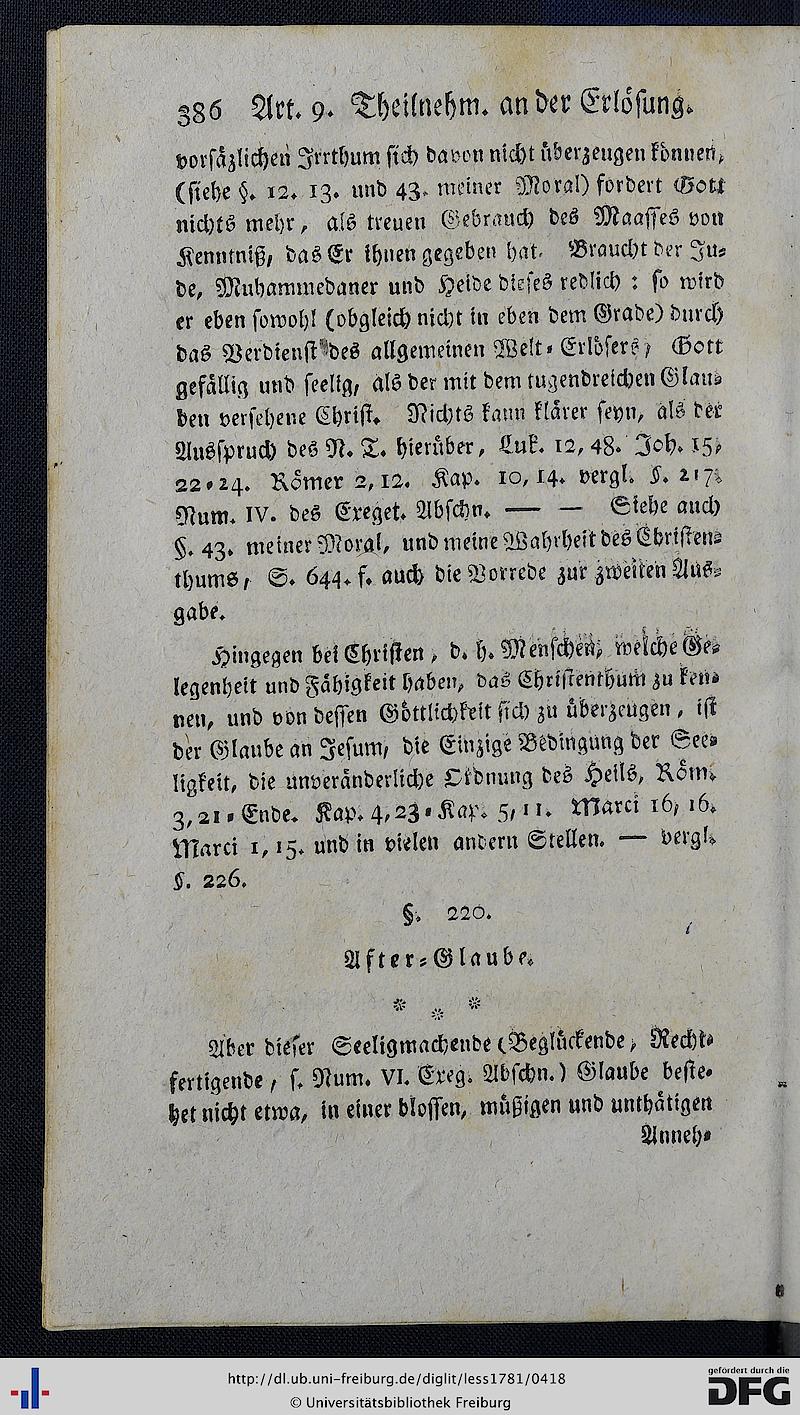 386 Art. 9. Theilnehm. an der Erlösung.
vorsäzlichen Irrthum sich davon nicht überzeugen können,
(siehe §. 12. 13. und 43. meiner Moral) fordert Gott
nichts mehr, als treuen Gebrauch des Maasses von
Kenntniß, das Er ihnen gegeben hat. Braucht der Ju-
de, Muhammedaner und Heide dieses redlich: so wird
er eben sowohl (obgleich nicht in eben dem Grade) durch
das Verdienst des allgemeinen Welt-Erlösers, Gott
gefällig und seelig, als der mit dem tugendreichen Glau-
ben versehene Christ. Nichts kann klärer seyn, als der
Ausspruch des N. T. hierüber, Luk. 12, 48. Joh. 15,
22-24. Römer 2, 12. Kap. 10, 14. vergl. §. 217.
Num. IV. des Exeget. Abschn. — — Siehe auch
§. 43. meiner Moral, und meine Wahrheit des Christen-
thums, S. 644. f. auch die Vorrede zur zweiten Aus-
gabe.
Hingegen bei Christen, d. h. Menschen, welche Ge-
legenheit und Fähigkeit haben, das Christenthum zu ken-
nen, und von dessen Göttlichkeit sich zu überzeugen, ist
der Glaube an Jesum, die Einzige Bedingung der See-
ligkeit, die unveränderliche Ordnung des Heils, Röm.
3, 21-Ende. Kap. 4, 23-Kap. 5, 11. Marci 16, 16.
Marci 1, 15. und in vielen andern Stellen. — vergl.
§. 226.
§. 220.
After-Glaube.
* * *
Aber dieser Seeligmachende (Beglückende, Recht-
fertigende, s. Num. VI. Exeg. Abschn.) Glaube beste-
het nicht etwa, in einer blossen, müßigen und unthätigen
Anneh-
http://dl.ub.uni-freiburg.de/diglit/less1781/0418
© Universitätsbibliothek Freiburg
gefördert durch die
DFG